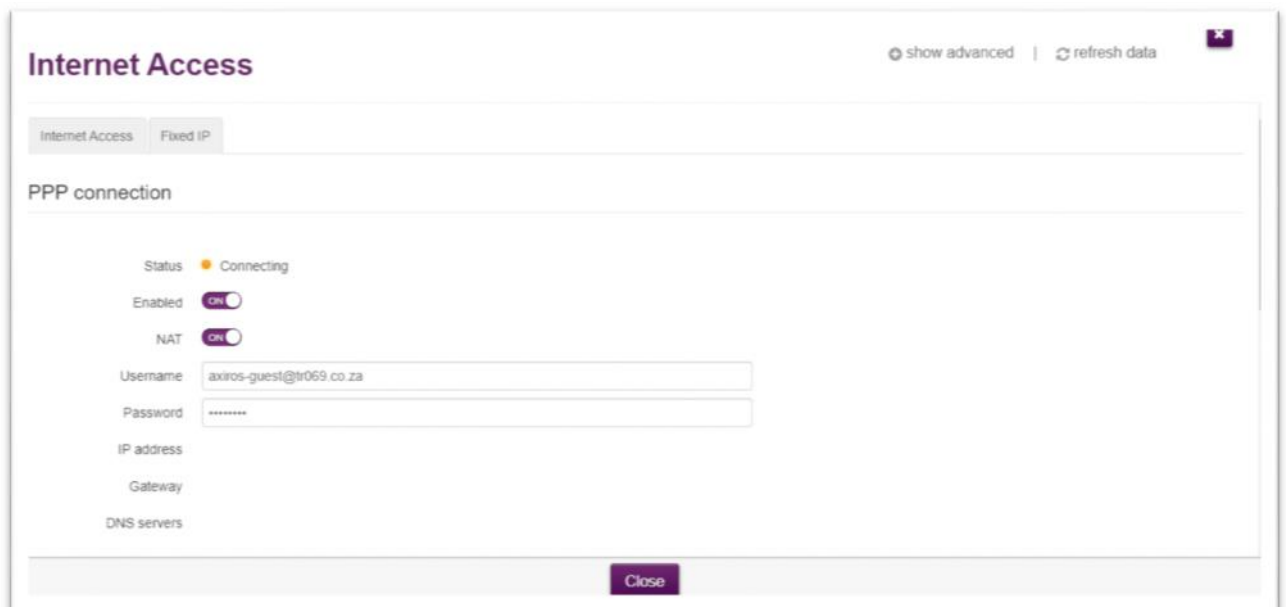 Internet Access
show advanced | refresh data
x
Internet Access Fixed IP
PPP connection
Status Connecting
Enabled ON
NAT ON
Username axiros-guest@tr069.co.za
Password ••••••••
IP address
Gateway
DNS servers
Close